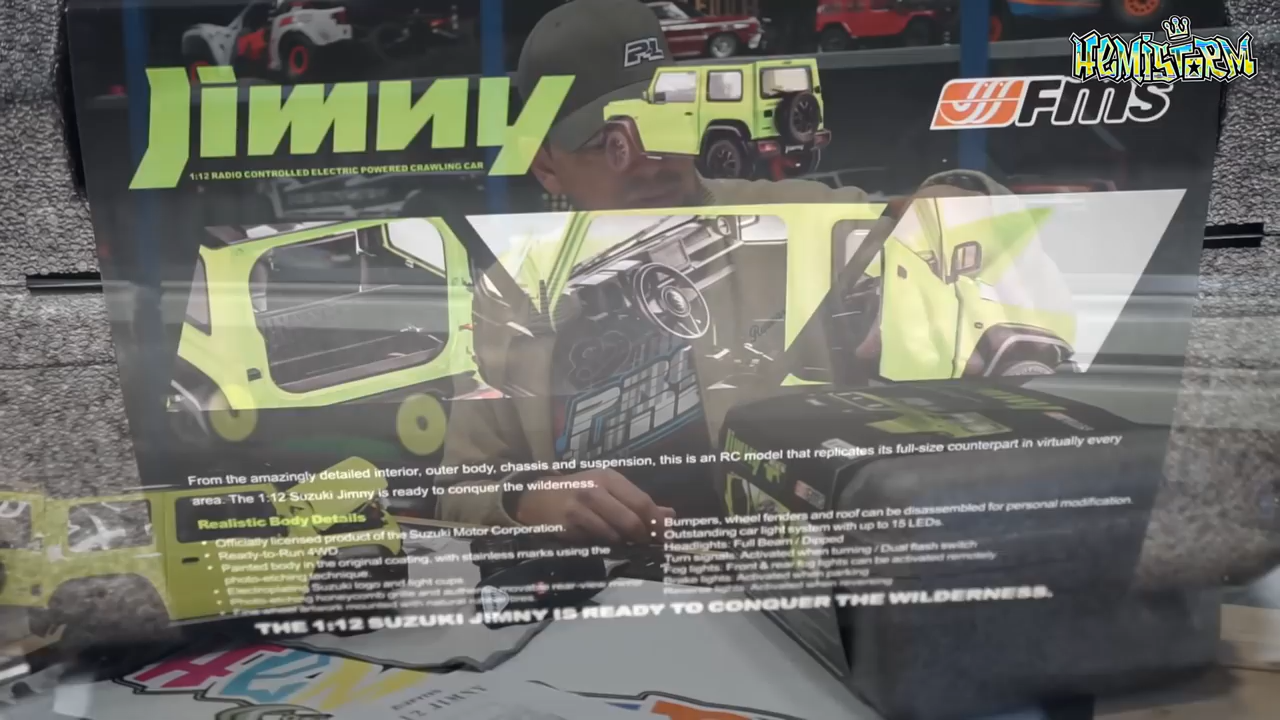 HEMISTORM
Jimny
FMS
1:12 RADIO CONTROLLED ELECTRIC POWERED CRAWLING CAR
From the amazingly detailed interior, outer body, chassis and suspension, this is an RC model that replicates its full-size counterpart in virtually every
area. The 1:12 Suzuki Jimny is ready to conquer the wilderness.
Realistic Body Details
• Officially licensed product of the Suzuki Motor Corporation.
• Ready-to-Run 4WD.
• Painted body in the original coating, with stainless marks using the
photo-etching technique.
• Electroplating Suzuki logo and light cups
• Bumpers, wheel fenders and roof can be disassembled for personal modification.
• Outstanding car light system with up to 15 LEDs.
Headlights: Full Beam / Dipped
Turn signals: Activated when turning / Dual flash switch
Fog lights: Front & rear fog lights can be activated remotely
Brake lights: Activated when parking
THE 1:12 SUZUKI JIMNY IS READY TO CONQUER THE WILDERNESS.